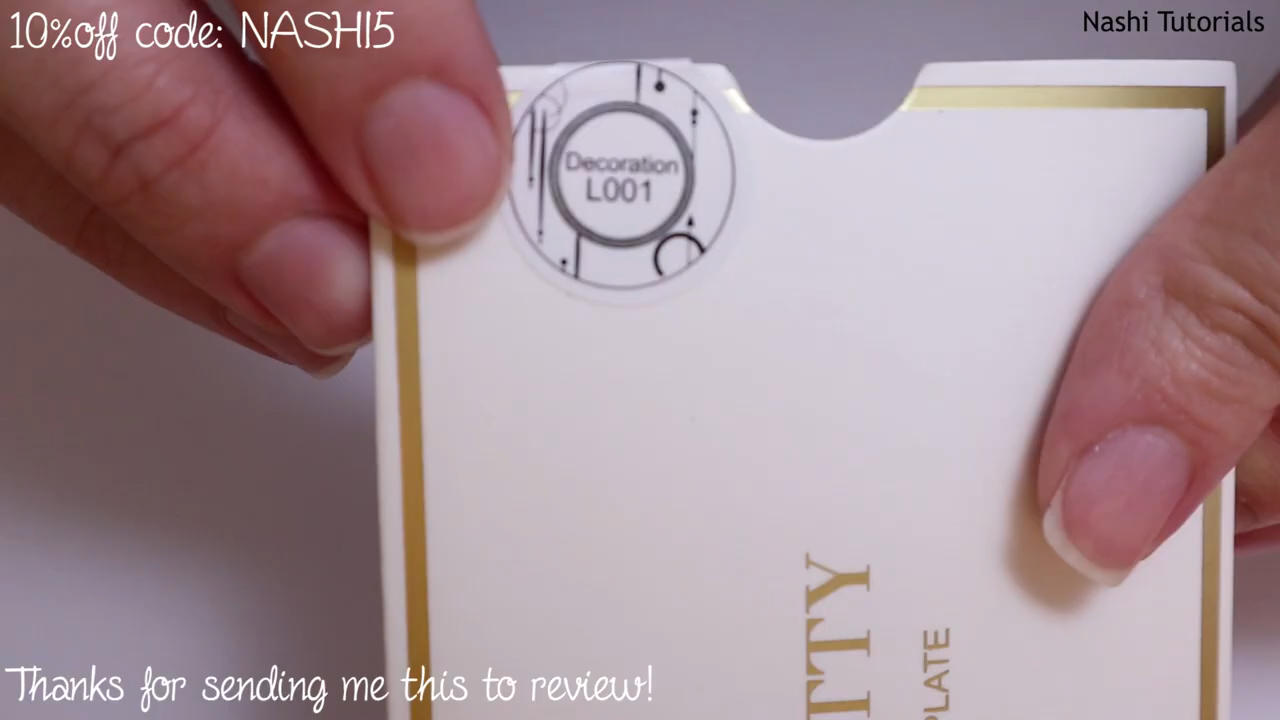 10%off code: NASHI5
Nashi Tutorials
Decoration
L001
TTY
PLATE
Thanks for sending me this to review!